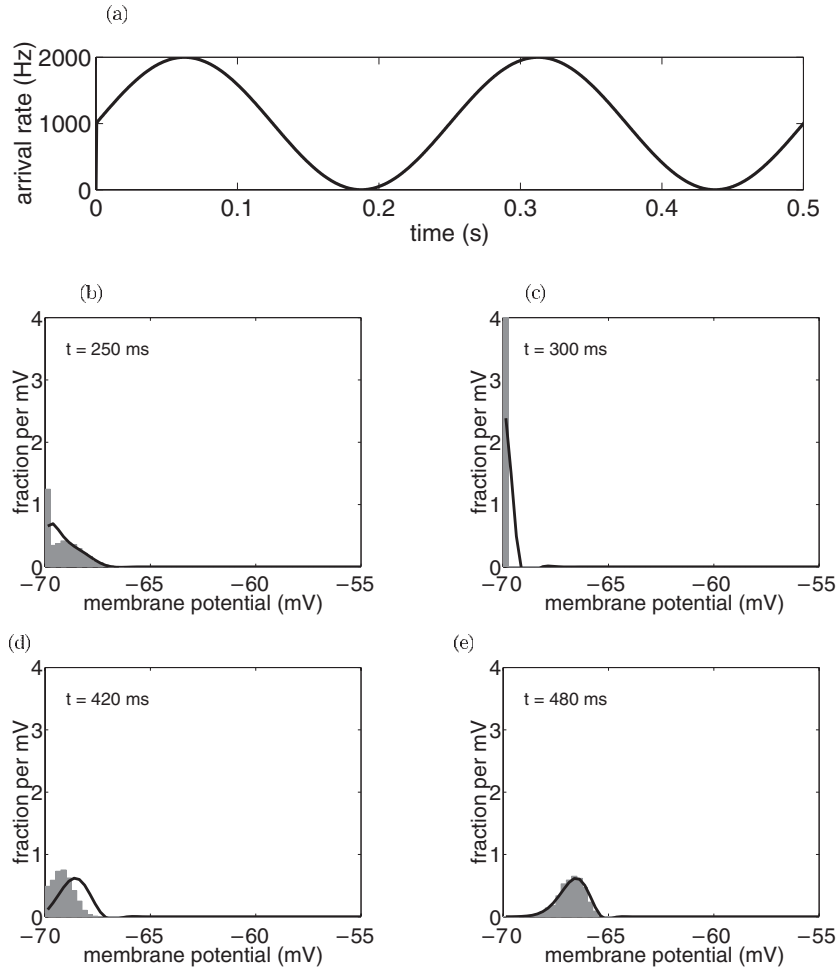 (a)
arrival rate (Hz)
2000
1000
0
0 0.1 0.2 0.3 0.4 0.5
time (s)
(b)
fraction per mV
4
3
2
1
0
t = 250 ms
−70 −65 −60 −55
membrane potential (mV)
(c)
fraction per mV
4
3
2
1
0
t = 300 ms
−70 −65 −60 −55
membrane potential (mV)
(d)
fraction per mV
4
3
2
1
0
t = 420 ms
−70 −65 −60 −55
membrane potential (mV)
(e)
fraction per mV
4
3
2
1
0
t = 480 ms
−70 −65 −60 −55
membrane potential (mV)